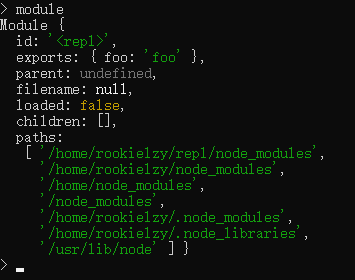 > module
Module {
  id: '<repl>',
  exports: { foo: 'foo' },
  parent: undefined,
  filename: null,
  loaded: false,
  children: [],
  paths:
   [ '/home/rookielzy/repl/node_modules',
     '/home/rookielzy/node_modules',
     '/home/node_modules',
     '/node_modules',
     '/home/rookielzy/.node_modules',
     '/home/rookielzy/.node_libraries',
     '/usr/lib/node' ] }
>